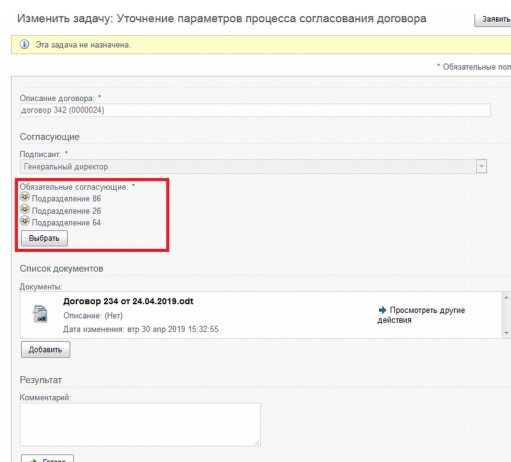 Изменить задачу: Уточнение параметров процесса согласования договора
Заявить
Эта задача не назначена.
* Обязательные пол
Описание договора: *
договор 342 (0000024)
Согласующие
Подписант: *
Генеральный директор
Обязательные согласующие: *
Подразделение 86
Подразделение 26
Подразделение 64
Выбрать
Список документов
Документы:
Договор 234 от 24.04.2019.odt
Описание: (Нет)
Просмотреть другие действия
Дата изменения: втр 30 апр 2019 15:32:55
Добавить
Результат
Комментарий:
Готово